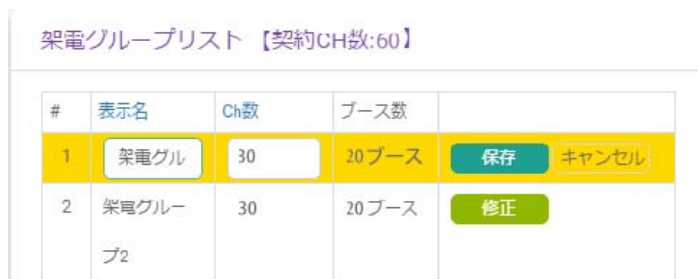 架電グループリスト 【契約CH数:60】
# 表示名 Ch数 ブース数
1 架電グル 30 20ブース 保存 キャンセル
2 架電グルー 30 20ブース 修正
プ2